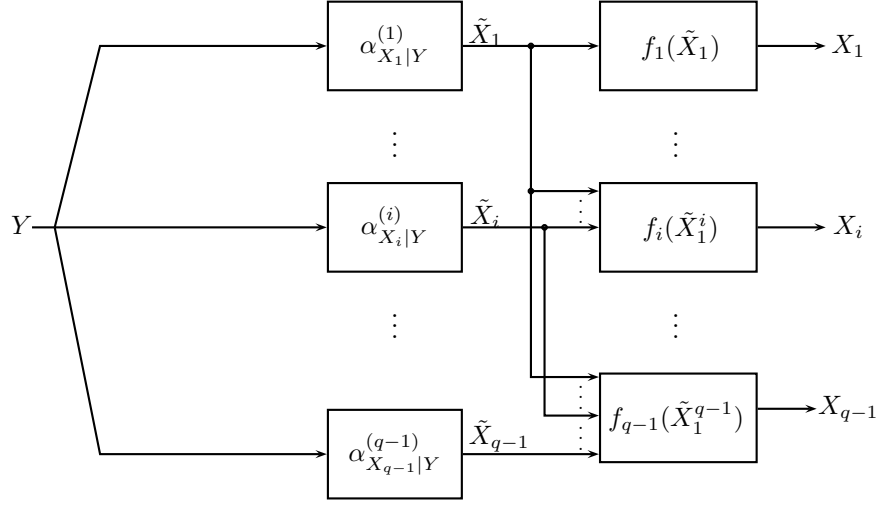 α^{(1)}_{X_1|Y} X̃_1 f_1(X̃_1) X_1
⋮ ⋮
Y α^{(i)}_{X_i|Y} X̃_i f_i(X̃_1^i) X_i
⋮ ⋮
α^{(q-1)}_{X_{q-1}|Y} X̃_{q-1} f_{q-1}(X̃_1^{q-1}) X_{q-1}